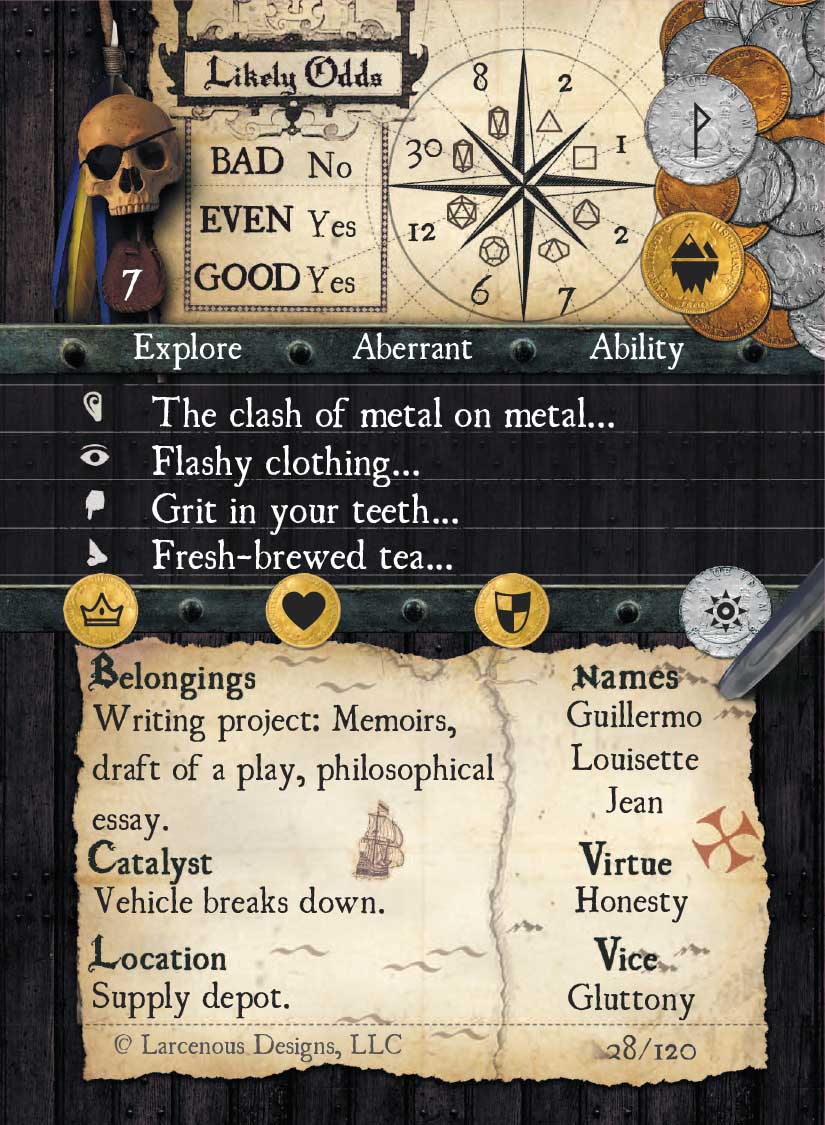 Likely Odds
BAD No
EVEN Yes
GOOD Yes
7
8
2
30
1
12
2
6
7
ᚹ
Explore Aberrant Ability
The clash of metal on metal...
Flashy clothing...
Grit in your teeth...
Fresh-brewed tea...
Belongings
Writing project: Memoirs,
draft of a play, philosophical
essay.
Catalyst
Vehicle breaks down.
Location
Supply depot.
Names
Guillermo
Louisette
Jean
Virtue
Honesty
Vice
Gluttony
© Larcenous Designs, LLC
28/120